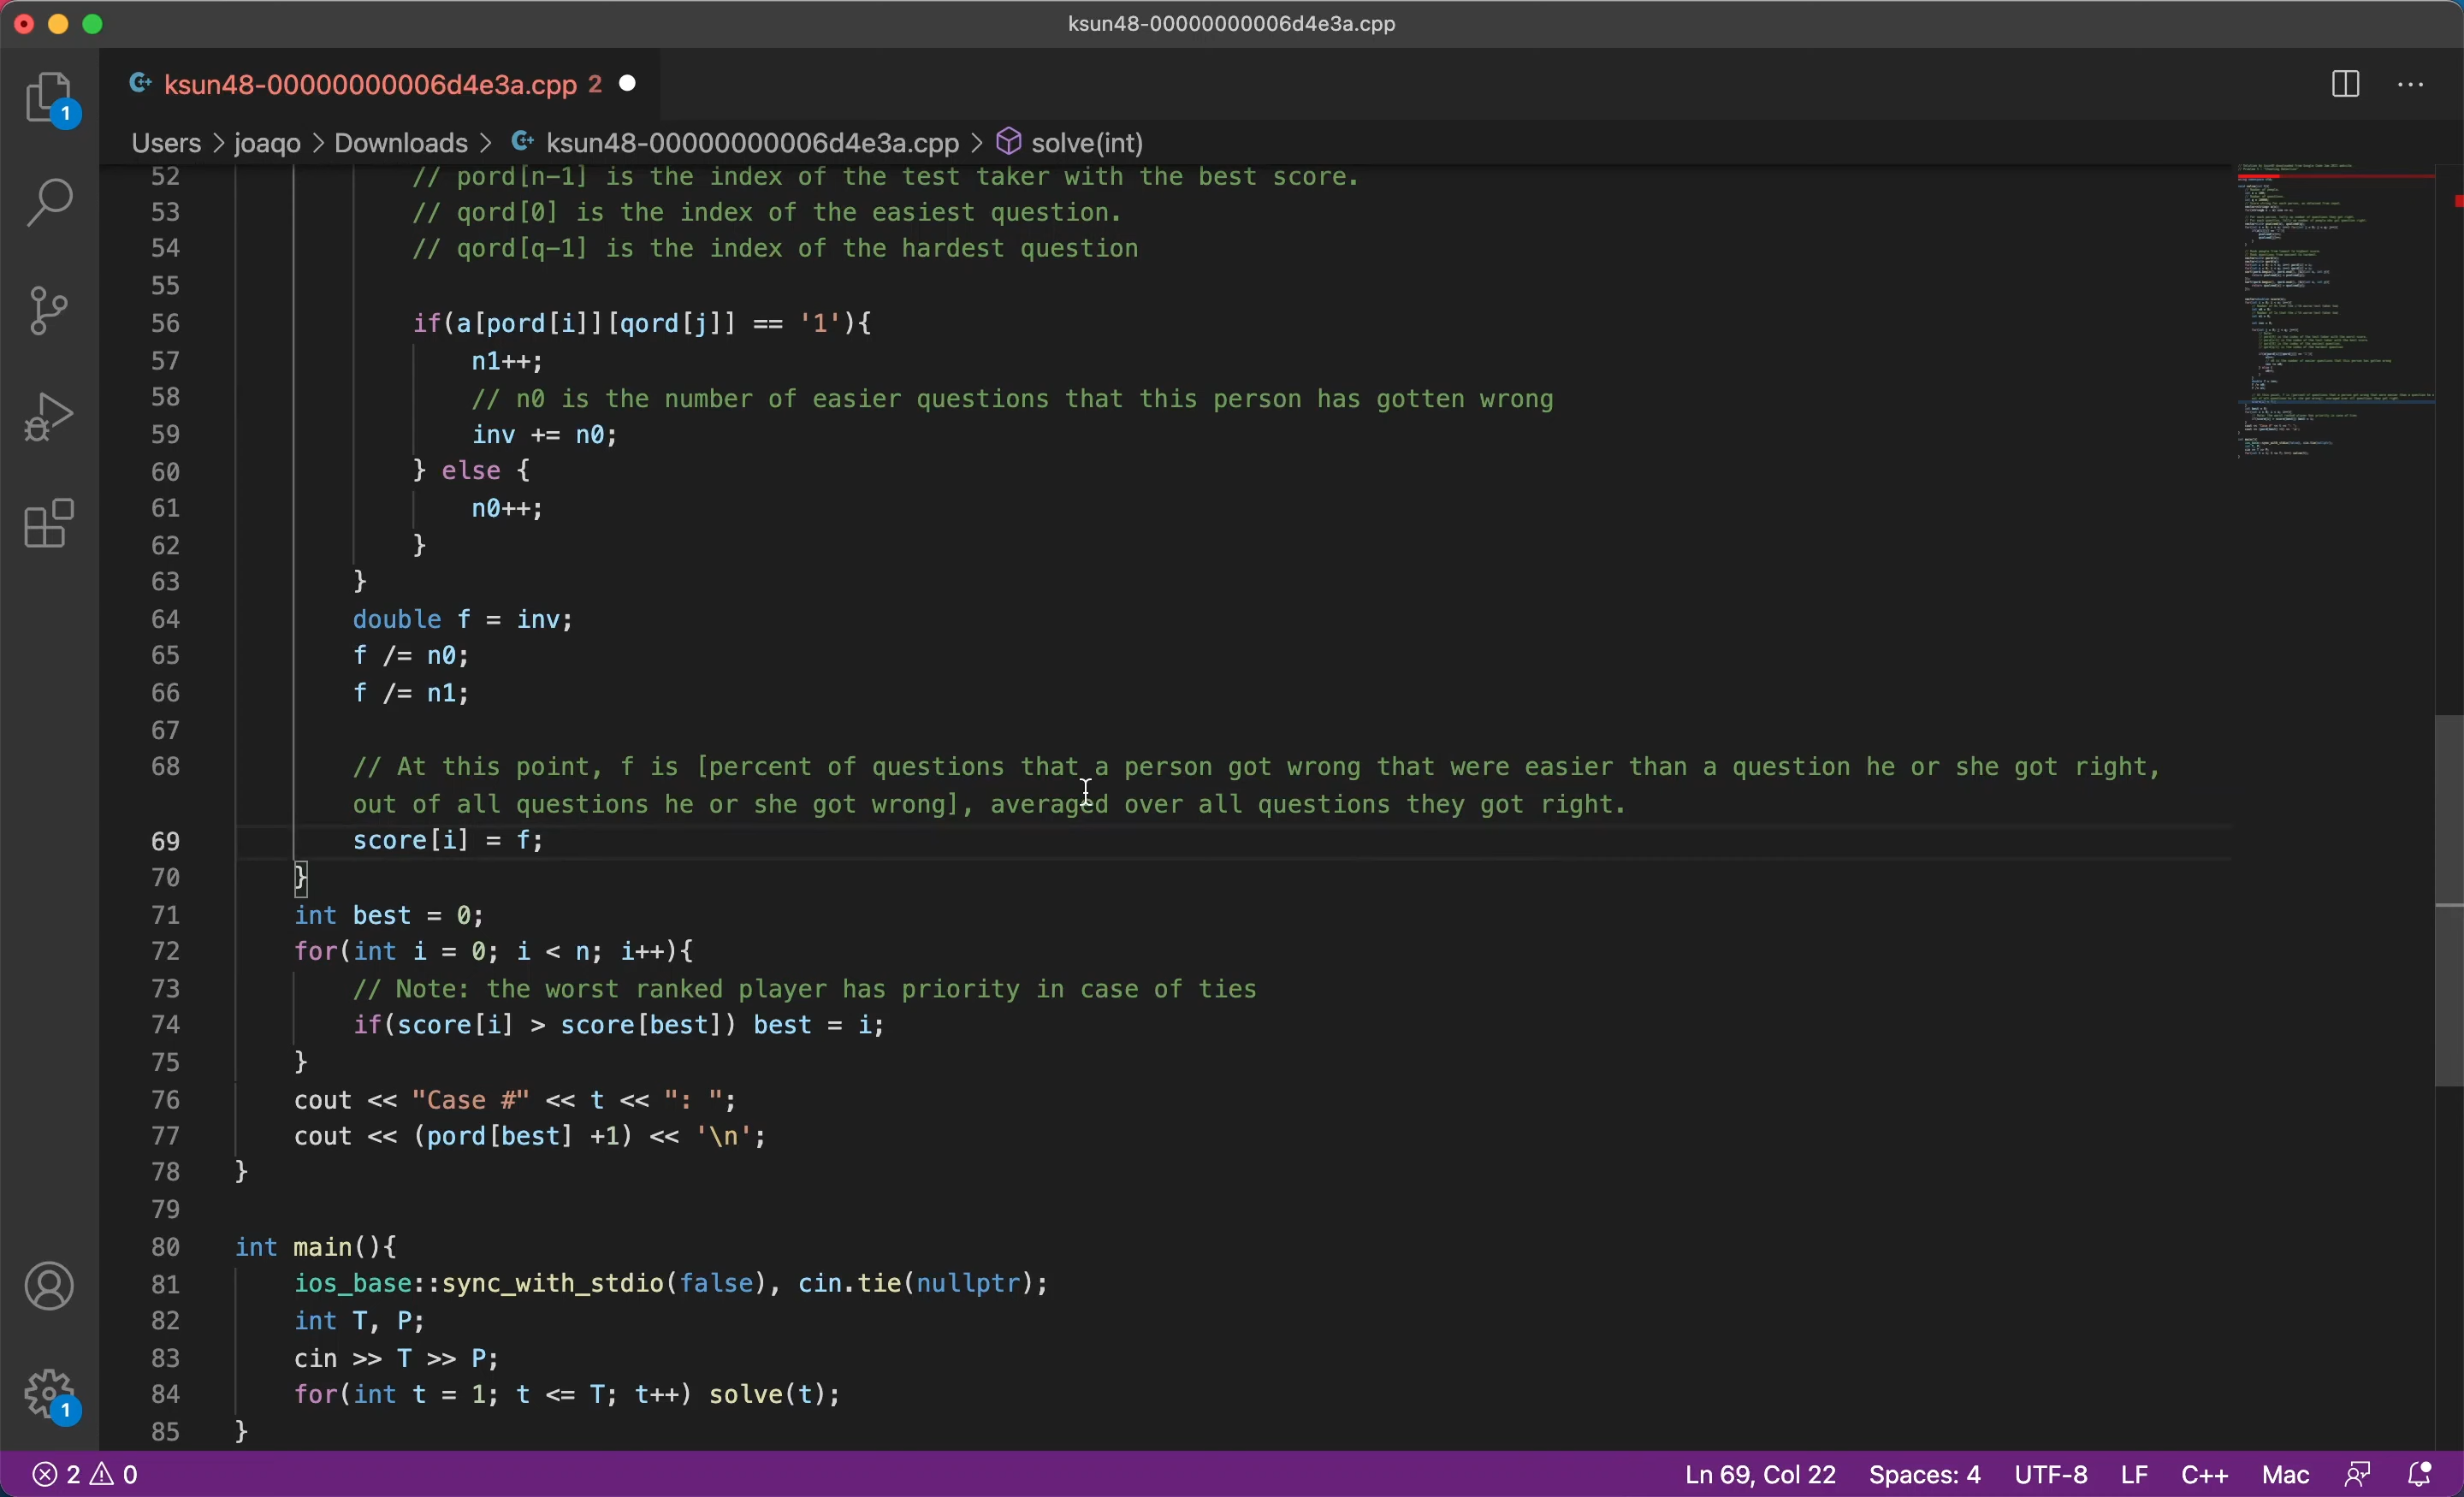 ksun48-00000000006d4e3a.cpp
ksun48-00000000006d4e3a.cpp 2
1
Users > joaqo > Downloads > ksun48-00000000006d4e3a.cpp > solve(int)
52 // pord[n-1] is the index of the test taker with the best score.
53 // qord[0] is the index of the easiest question.
54 // qord[q-1] is the index of the hardest question
55
56 if(a[pord[i]][qord[j]] == '1'){
57 n1++;
58 // n0 is the number of easier questions that this person has gotten wrong
59 inv += n0;
60 } else {
61 n0++;
62 }
63 }
64 double f = inv;
65 f /= n0;
66 f /= n1;
67
68 // At this point, f is [percent of questions that a person got wrong that were easier than a question he or she got right,
out of all questions he or she got wrong], averaged over all questions they got right.
69 score[i] = f;
70 }
71 int best = 0;
72 for(int i = 0; i < n; i++){
73 // Note: the worst ranked player has priority in case of ties
74 if(score[i] > score[best]) best = i;
75 }
76 cout << "Case #" << t << ": ";
77 cout << (pord[best] +1) << '\n';
78 }
79
80 int main(){
81 ios_base::sync_with_stdio(false), cin.tie(nullptr);
82 int T, P;
83 cin >> T >> P;
84 for(int t = 1; t <= T; t++) solve(t);
85 }
1
2 0 Ln 69, Col 22 Spaces: 4 UTF-8 LF C++ Mac